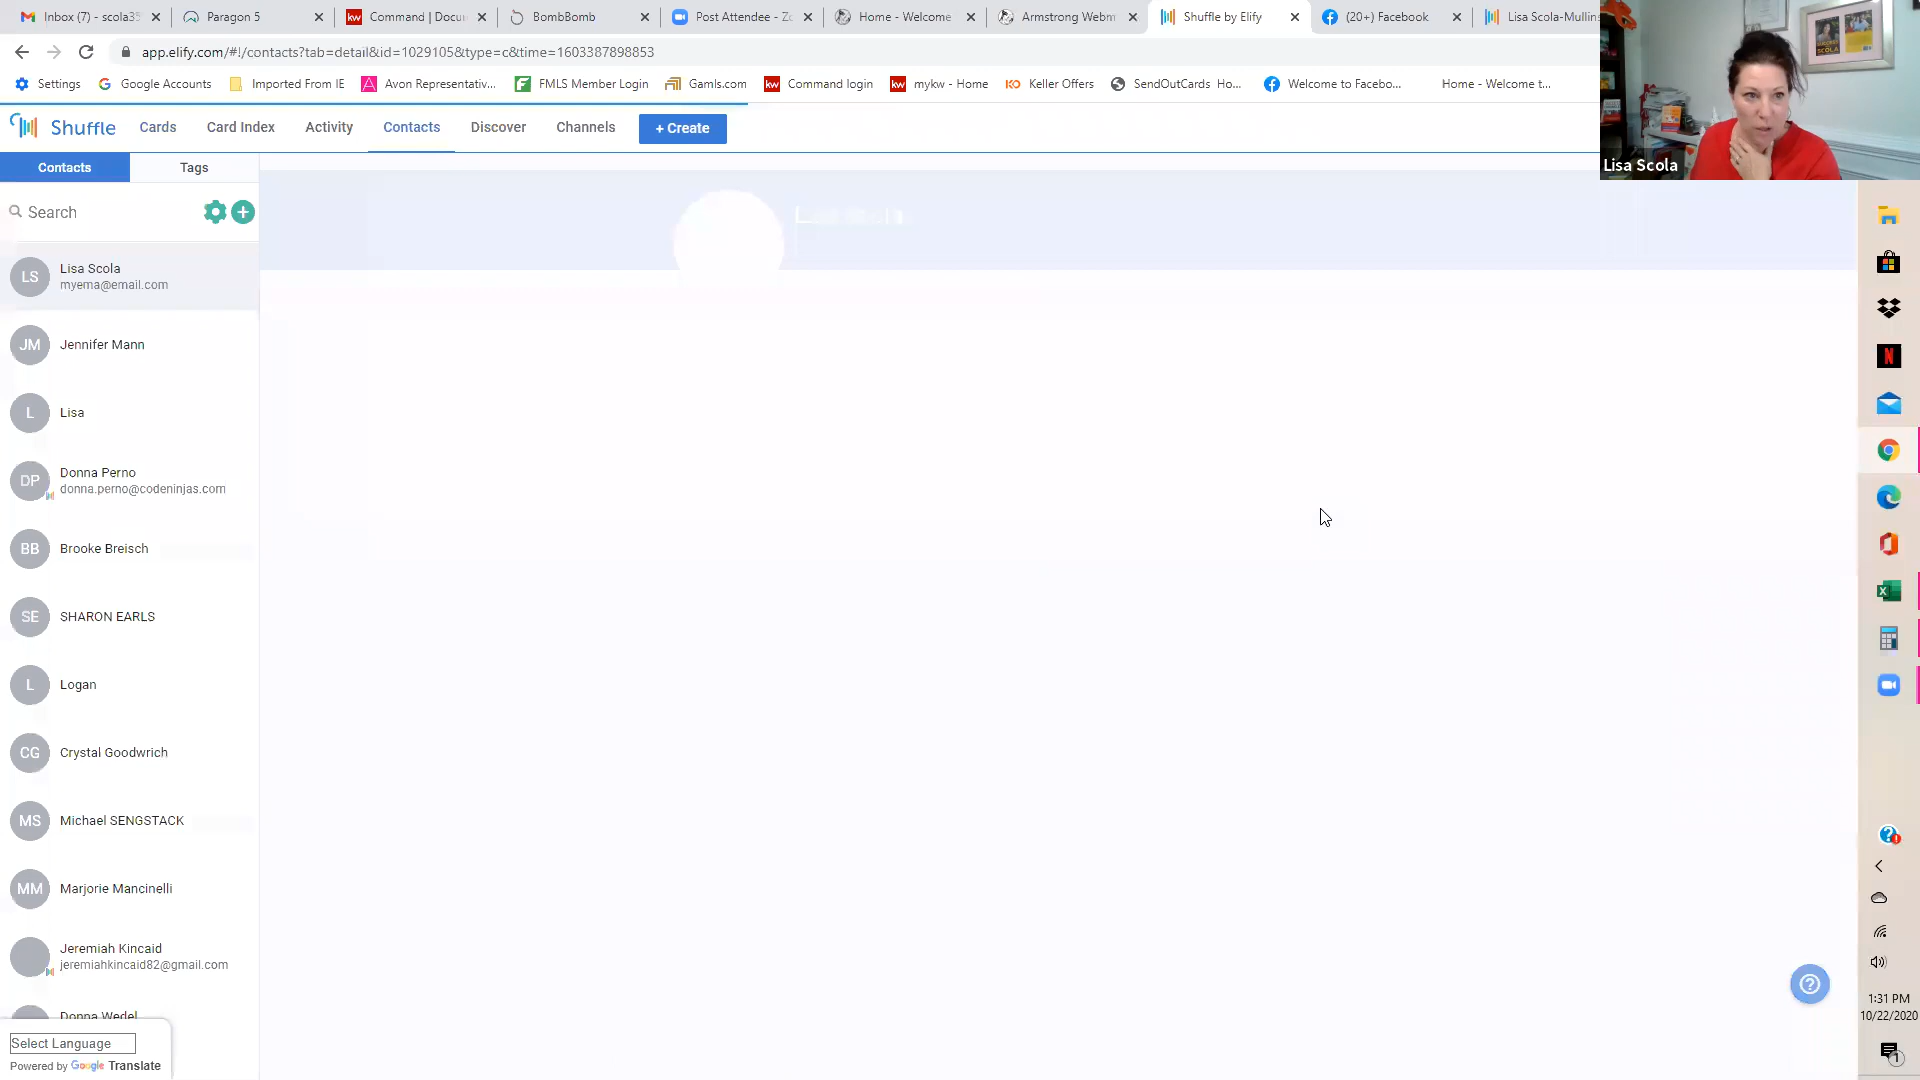 Inbox (7) - scola35
Paragon 5
Command | Docu
BombBomb
Post Attendee - Zo
Home - Welcome
Armstrong Webm
Shuffle by Elify
(20+) Facebook
Lisa Scola-Mullins
app.elify.com/#!/contacts?tab=detail&id=1029105&type=c&time=1603387898853
Settings
Google Accounts
Imported From IE
Avon Representativ...
FMLS Member Login
Gamls.com
Command login
mykw - Home
Keller Offers
SendOutCards Ho...
Welcome to Facebo...
Home - Welcome t...
Shuffle
Cards
Card Index
Activity
Contacts
Discover
Channels
+ Create
Lisa Scola
Contacts
Tags
Search
LS
Lisa Scola
myema@email.com
JM
Jennifer Mann
L
Lisa
DP
Donna Perno
donna.perno@codeninjas.com
BB
Brooke Breisch
SE
SHARON EARLS
L
Logan
CG
Crystal Goodwrich
MS
Michael SENGSTACK
MM
Marjorie Mancinelli
Jeremiah Kincaid
jeremiahkincaid82@gmail.com
Donna Wedel
Select Language
Powered by Google Translate
1:31 PM
10/22/2020
1